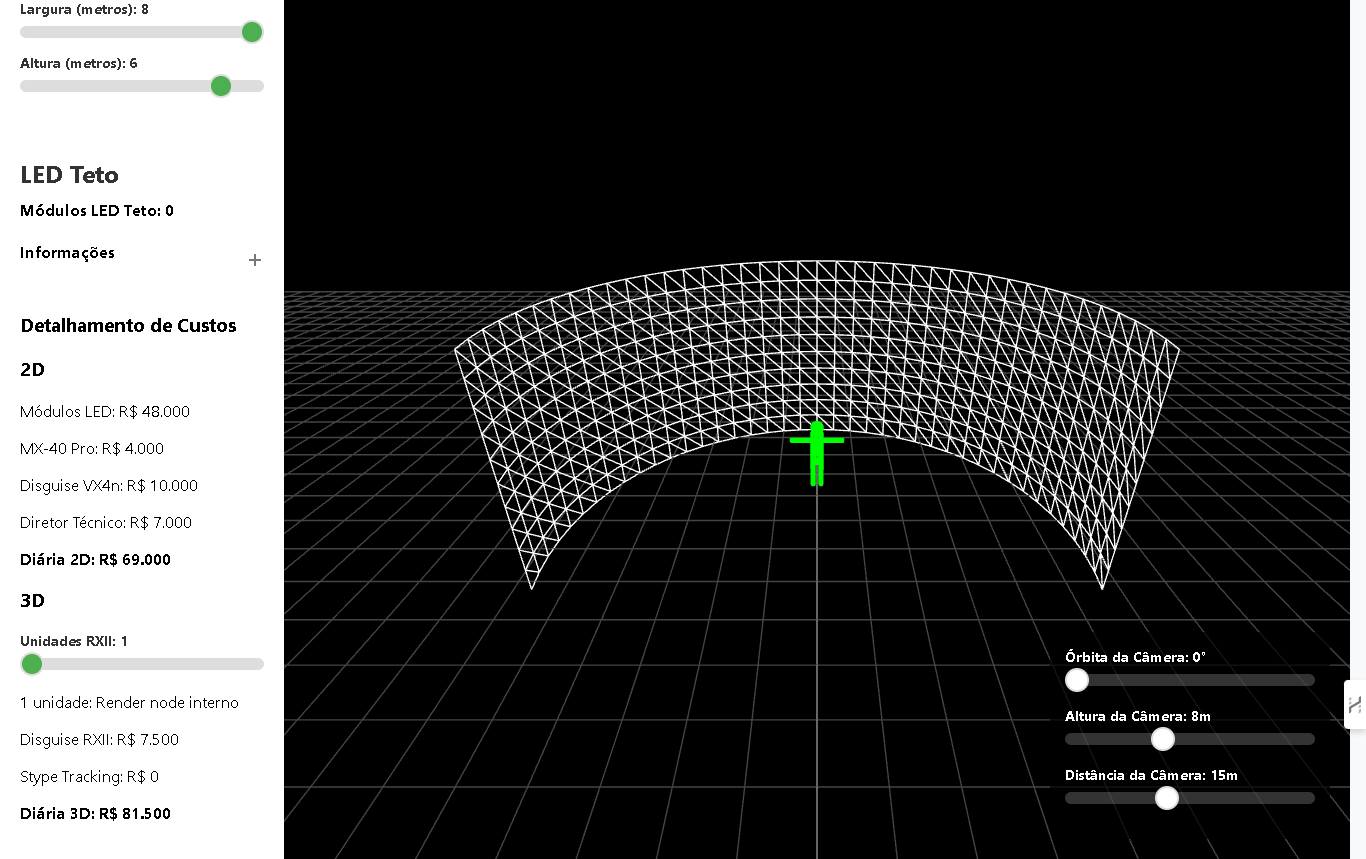 Largura (metros): 8
Altura (metros): 6
LED Teto
Módulos LED Teto: 0
Informações
Detalhamento de Custos
2D
Módulos LED: R$ 48.000
MX-40 Pro: R$ 4.000
Disguise VX4n: R$ 10.000
Diretor Técnico: R$ 7.000
Diária 2D: R$ 69.000
3D
Unidades RXII: 1
1 unidade: Render node interno
Disguise RXII: R$ 7.500
Stype Tracking: R$ 0
Diária 3D: R$ 81.500
Órbita da Câmera: 0°
Altura da Câmera: 8m
Distância da Câmera: 15m